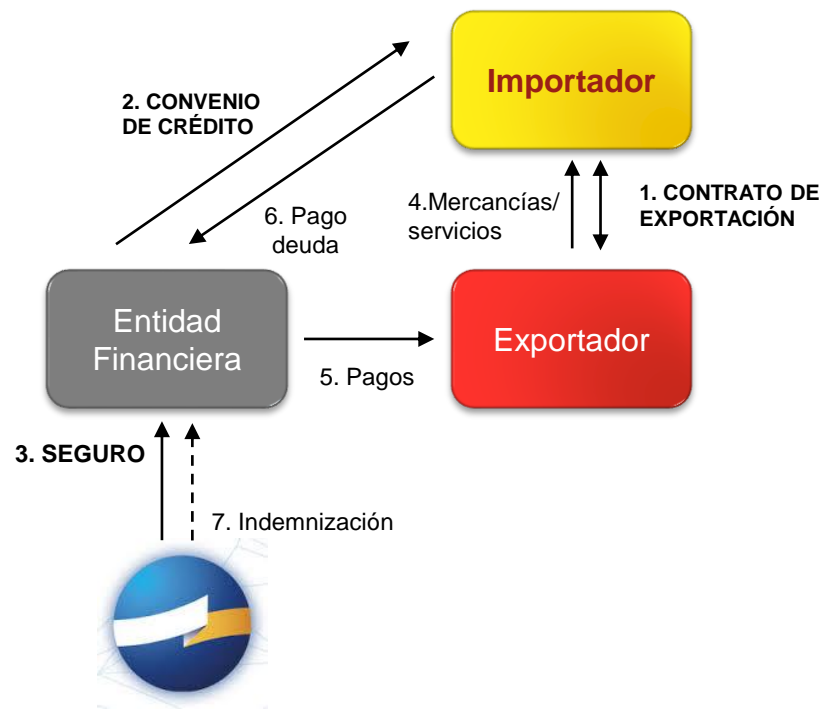 Importador
2. CONVENIO
DE CRÉDITO
1. CONTRATO DE
EXPORTACIÓN
4.Mercancías/
servicios
6. Pago
deuda
Entidad
Financiera
Exportador
5. Pagos
3. SEGURO
7. Indemnización